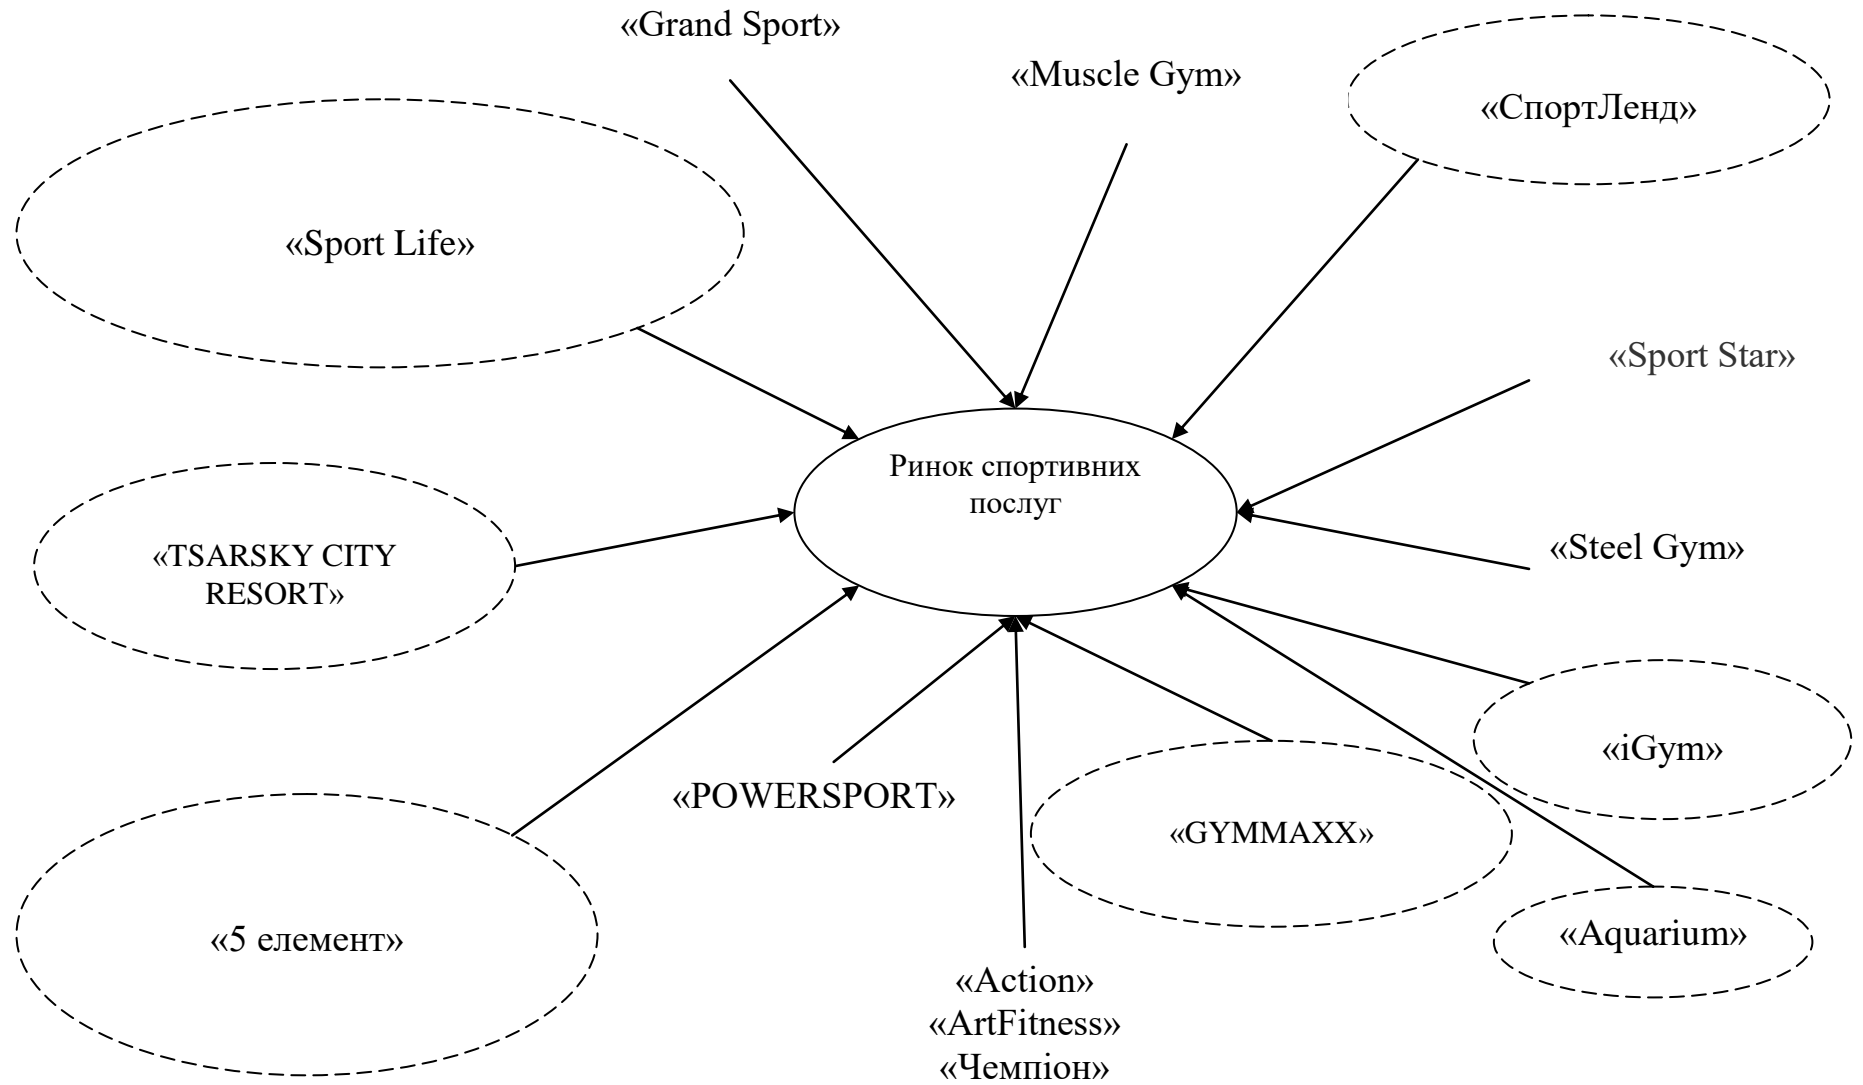 «Grand Sport»
«Muscle Gym»
«СпортЛенд»
«Sport Life»
«Sport Star»
Ринок спортивних
послуг
«TSARSKY CITY
RESORT»
«Steel Gym»
«iGym»
«POWERSPORT»
«GYMMAXX»
«5 елемент»
«Aquarium»
«Action»
«ArtFitness»
«Чемпіон»